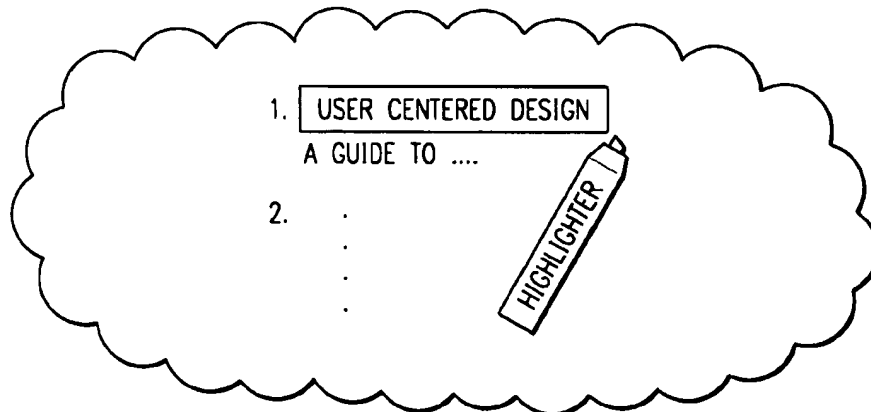 1. USER CENTERED DESIGN
A GUIDE TO ....
2.
HIGHLIGHTER